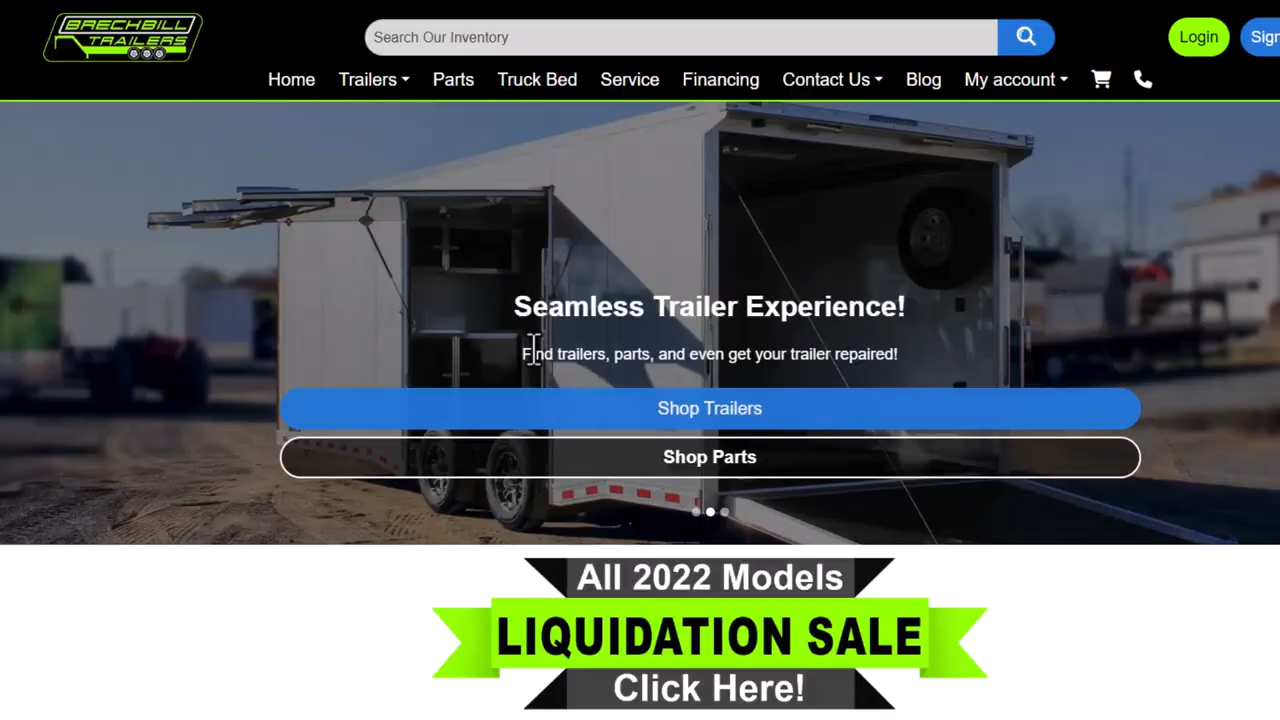 BRECHBILL
TRAILERS
Search Our Inventory
Login
Sign
Home
Trailers
Parts
Truck Bed
Service
Financing
Contact Us
Blog
My account
Seamless Trailer Experience!
Find trailers, parts, and even get your trailer repaired!
Shop Trailers
Shop Parts
All 2022 Models
LIQUIDATION SALE
Click Here!